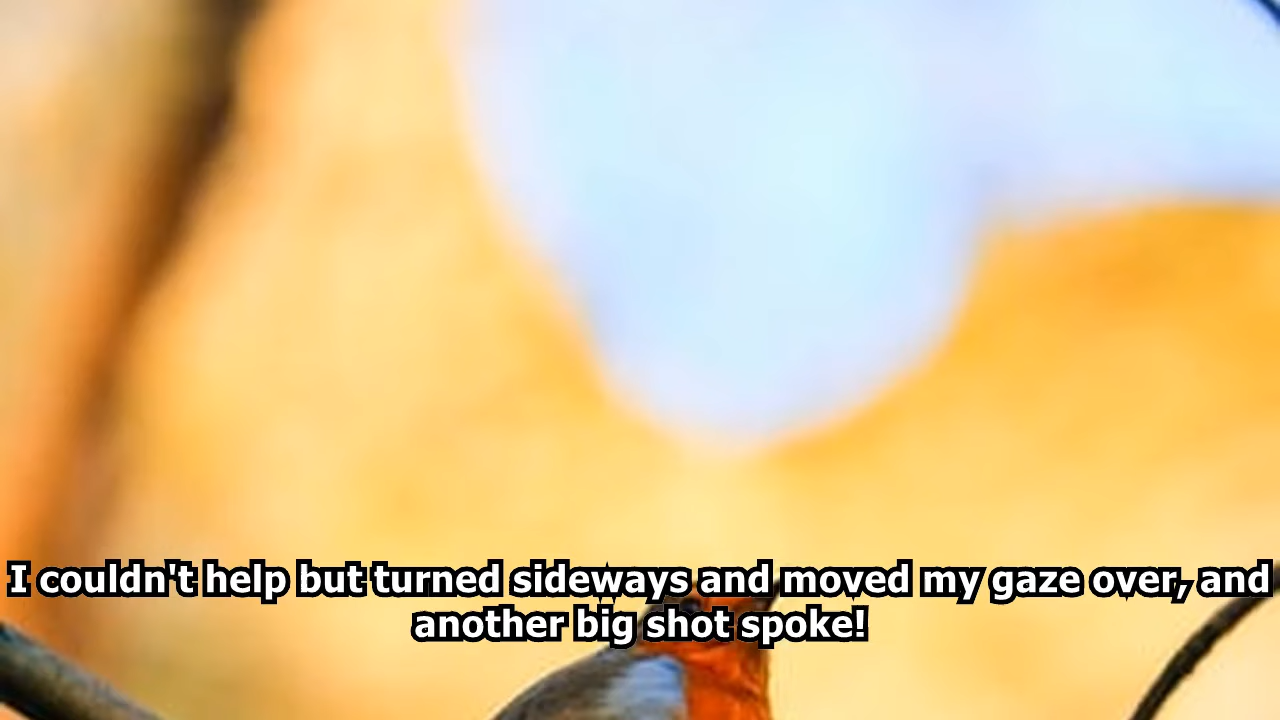 I couldn't help but turned sideways and moved my gaze over, and
another big shot spoke!